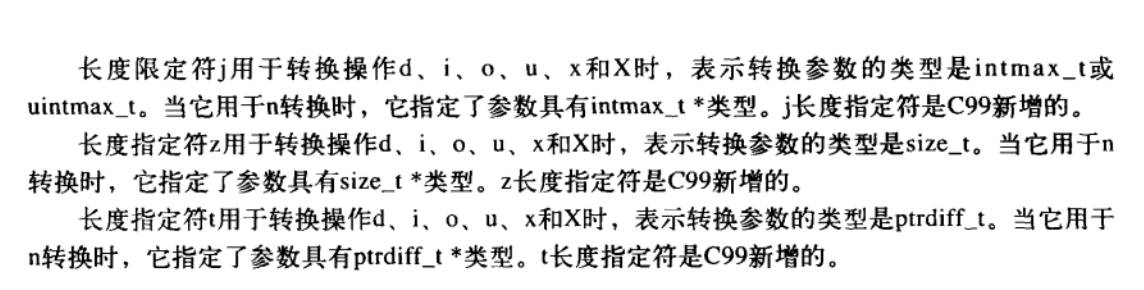 长度限定符j用于转换操作d、i、o、u、x和X时，表示转换参数的类型是intmax_t或
uintmax_t。当它用于n转换时，它指定了参数具有intmax_t *类型。j长度指定符是C99新增的。
长度指定符z用于转换操作d、i、o、u、x和X时，表示转换参数的类型是size_t。当它用于n
转换时，它指定了参数具有size_t *类型。z长度指定符是C99新增的。
长度指定符t用于转换操作d、i、o、u、x和X时，表示转换参数的类型是ptrdiff_t。当它用于
n转换时，它指定了参数具有ptrdiff_t *类型。t长度指定符是C99新增的。